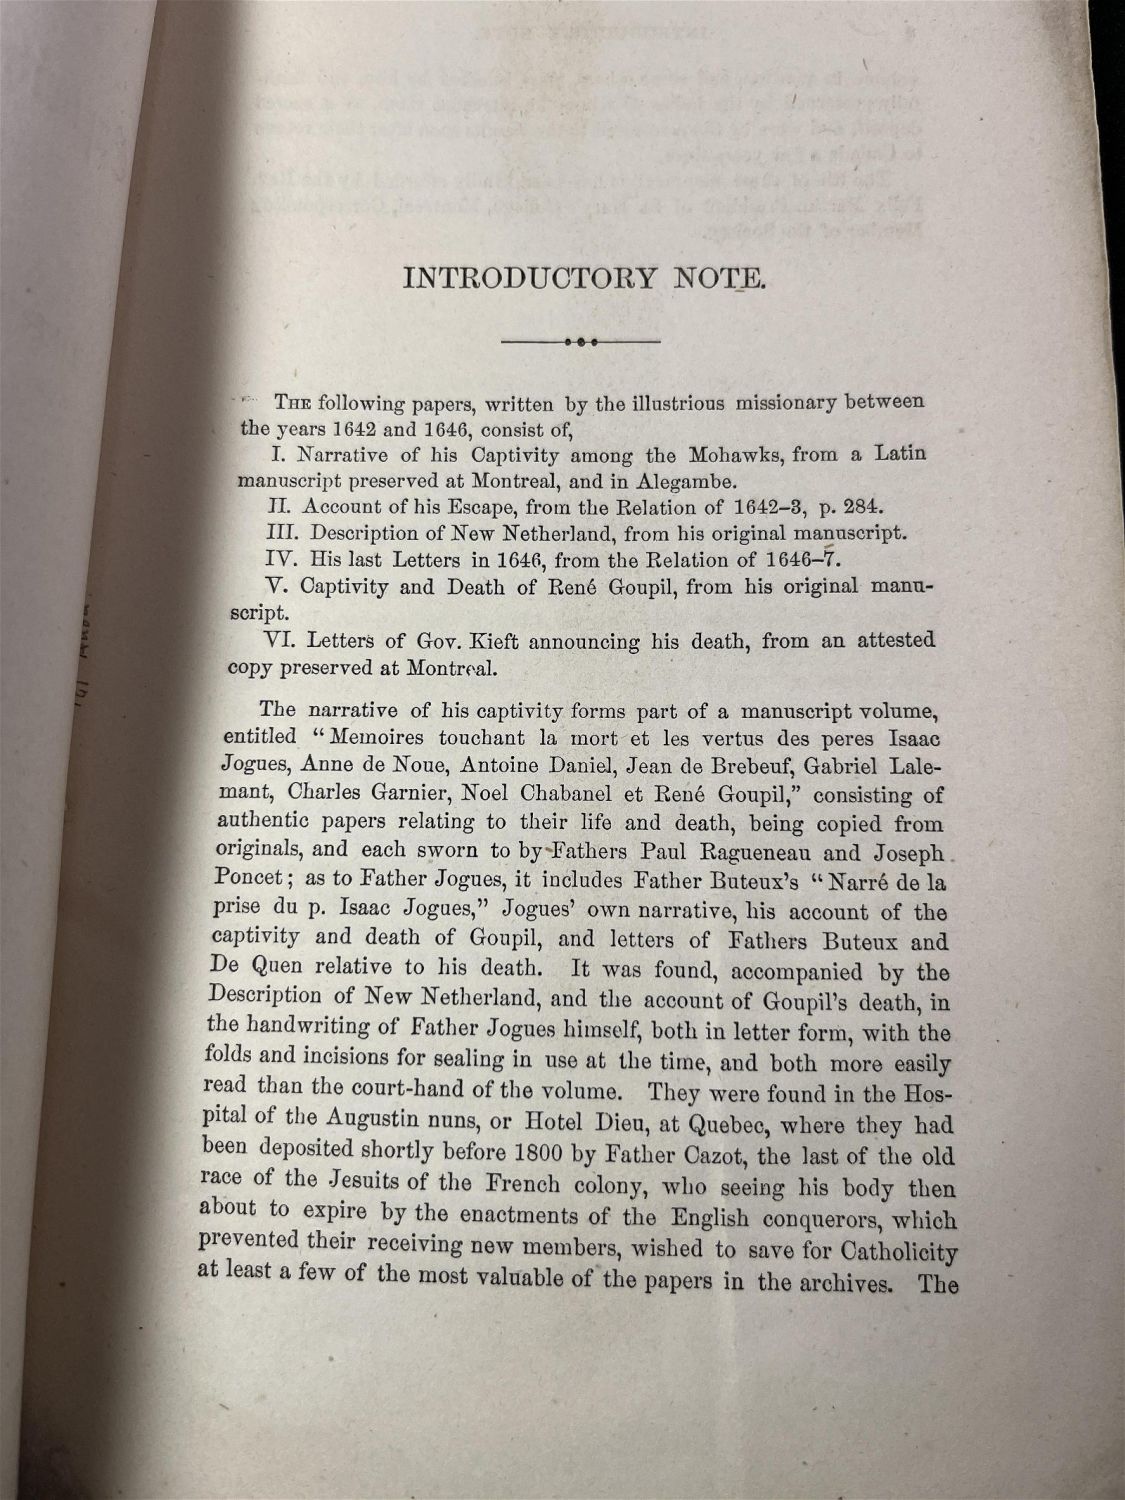 INTRODUCTORY NOTE.
THE following papers, written by the illustrious missionary between
the years 1642 and 1646, consist of,
I. Narrative of his Captivity among the Mohawks, from a Latin
manuscript preserved at Montreal, and in Alegambe.
II. Account of his Escape, from the Relation of 1642–3, p. 284.
III. Description of New Netherland, from his original manuscript.
IV. His last Letters in 1646, from the Relation of 1646–7.
V. Captivity and Death of René Goupil, from his original manu-
script.
VI. Letters of Gov. Kieft announcing his death, from an attested
copy preserved at Montreal.
The narrative of his captivity forms part of a manuscript volume,
entitled “Memoires touchant la mort et les vertus des peres Isaac
Jogues, Anne de Noue, Antoine Daniel, Jean de Brebeuf, Gabriel Lale-
mant, Charles Garnier, Noel Chabanel et René Goupil,” consisting of
authentic papers relating to their life and death, being copied from
originals, and each sworn to by Fathers Paul Ragueneau and Joseph
Poncet; as to Father Jogues, it includes Father Buteux’s “Narré de la
prise du p. Isaac Jogues,” Jogues’ own narrative, his account of the
captivity and death of Goupil, and letters of Fathers Buteux and
De Quen relative to his death. It was found, accompanied by the
Description of New Netherland, and the account of Goupil’s death, in
the handwriting of Father Jogues himself, both in letter form, with the
folds and incisions for sealing in use at the time, and both more easily
read than the court-hand of the volume. They were found in the Hos-
pital of the Augustin nuns, or Hotel Dieu, at Quebec, where they had
been deposited shortly before 1800 by Father Cazot, the last of the old
race of the Jesuits of the French colony, who seeing his body then
about to expire by the enactments of the English conquerors, which
prevented their receiving new members, wished to save for Catholicity
at least a few of the most valuable of the papers in the archives. The